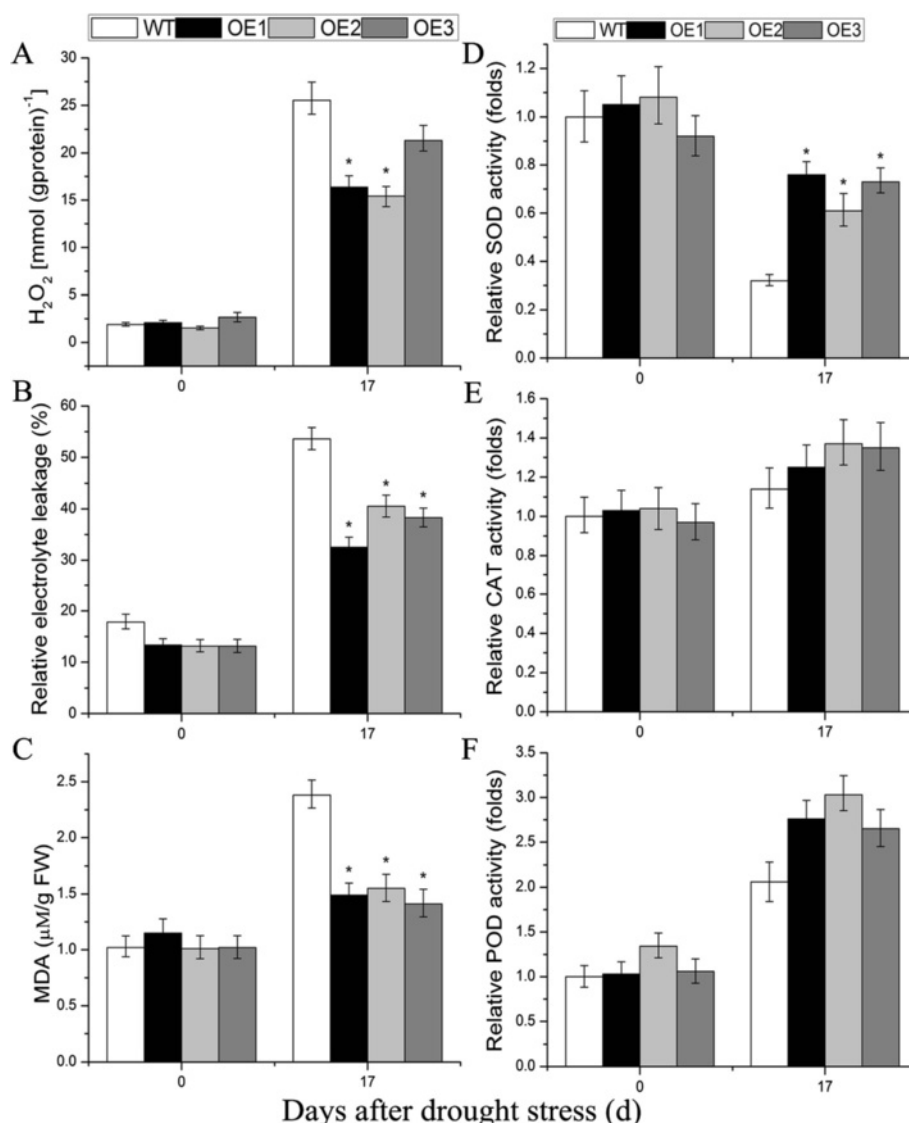 WT OE1 OE2 OE3
A
H2O2 [mmol (gprotein)-1]
30
25
20
15
10
5
0
* *
0 17
B
Relative electrolyte leakage (%)
60
50
40
30
20
10
0
* * *
0 17
C
MDA (μM/g FW)
2.5
2.0
1.5
1.0
0.5
0.0
* * *
0 17
WT OE1 OE2 OE3
D
Relative SOD activity (folds)
1.2
1.0
0.8
0.6
0.4
0.2
0.0
* * *
0 17
E
Relative CAT activity (folds)
1.6
1.4
1.2
1.0
0.8
0.6
0.4
0.2
0.0
0 17
F
Relative POD activity (folds)
3.5
3.0
2.5
2.0
1.5
1.0
0.5
0.0
0 17
Days after drought stress (d)